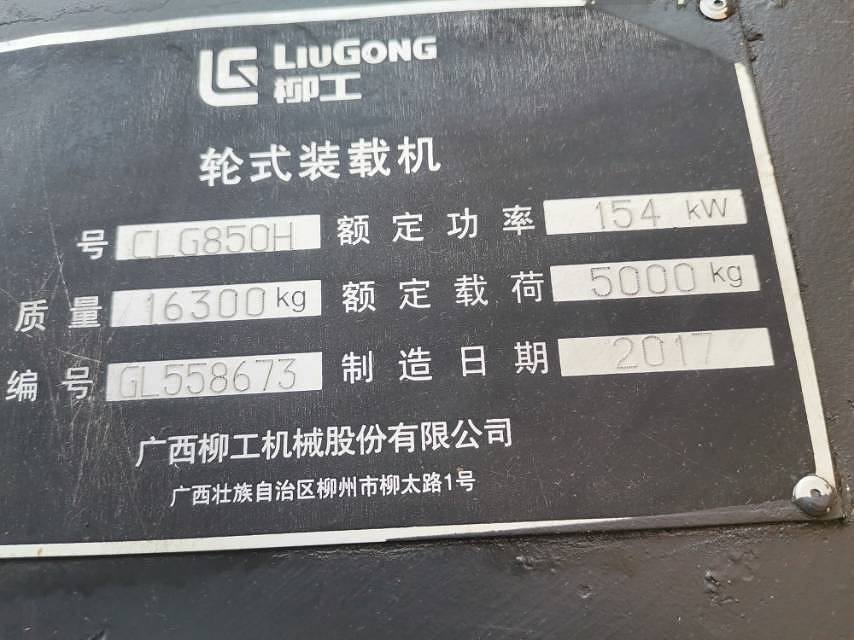 LIUGONG
柳工
轮式装载机
号 CLG850H 额定功率 154 kW
质量 16300 kg 额定载荷 5000 kg
编号 GL558673 制造日期 2017
广西柳工机械股份有限公司
广西壮族自治区柳州市柳太路1号